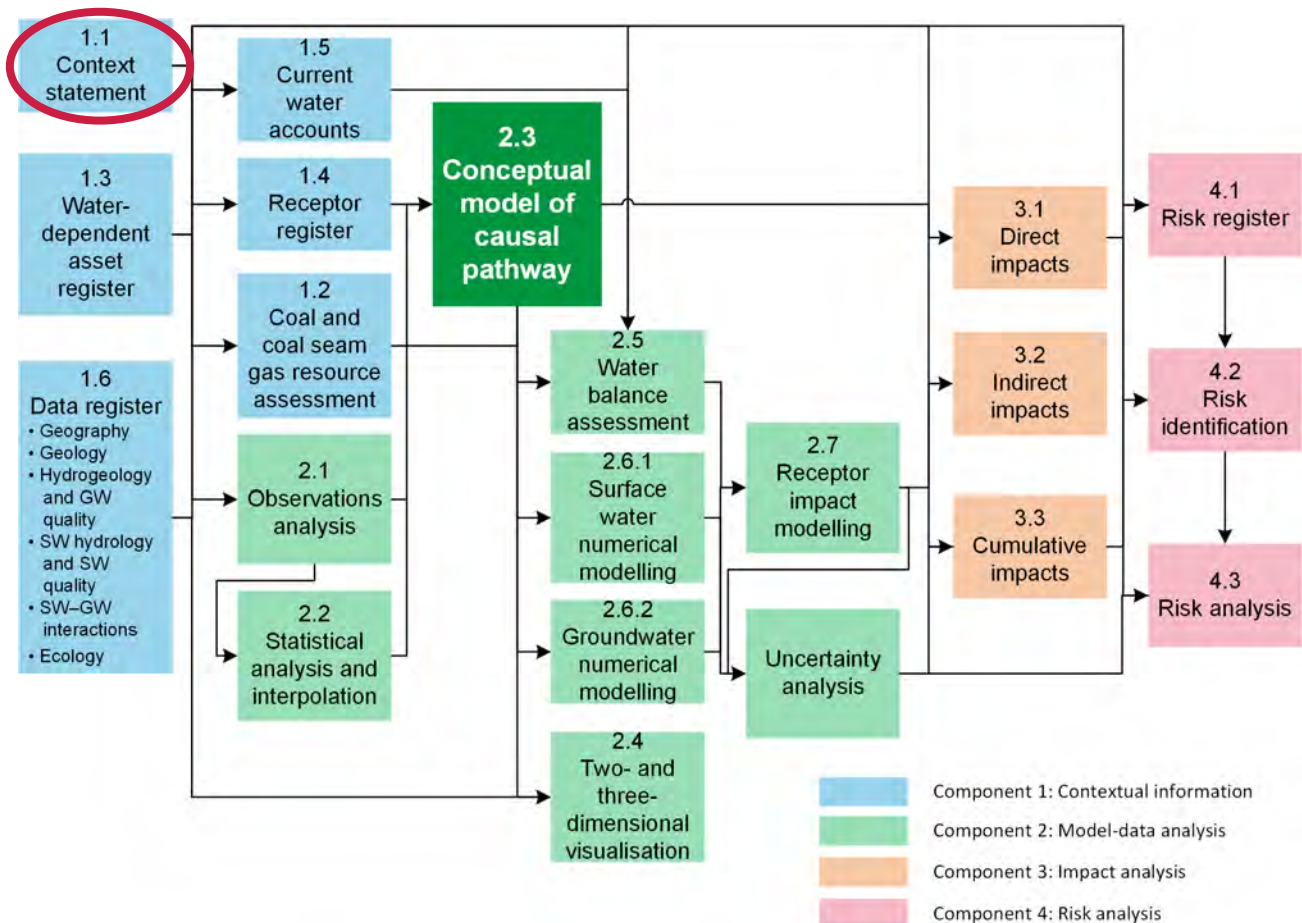 1.1
Context
statement
1.3
Water-
dependent
asset
register
1.6
Data register
• Geography
• Geology
• Hydrogeology
and GW
quality
• SW hydrology
and SW
quality
• SW–GW
interactions
• Ecology
1.5
Current
water
accounts
1.4
Receptor
register
1.2
Coal and
coal seam
gas resource
assessment
2.1
Observations
analysis
2.2
Statistical
analysis and
interpolation
2.3
Conceptual
model of
causal
pathway
2.5
Water
balance
assessment
2.6.1
Surface
water
numerical
modelling
2.6.2
Groundwater
numerical
modelling
2.4
Two- and
three-
dimensional
visualisation
2.7
Receptor
impact
modelling
Uncertainty
analysis
3.1
Direct
impacts
3.2
Indirect
impacts
3.3
Cumulative
impacts
4.1
Risk register
4.2
Risk
identification
4.3
Risk analysis
Component 1: Contextual information
Component 2: Model-data analysis
Component 3: Impact analysis
Component 4: Risk analysis